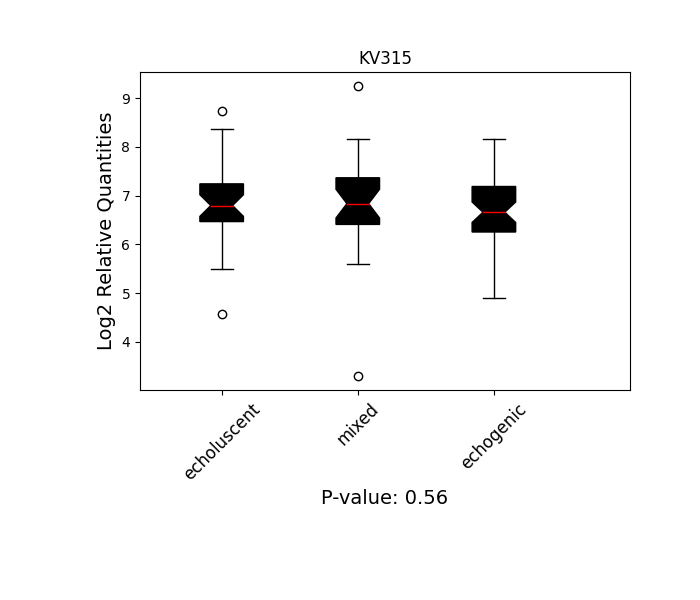 KV315
Log2 Relative Quantities
9
8
7
6
5
4
echoluscent
mixed
echogenic
P-value: 0.56